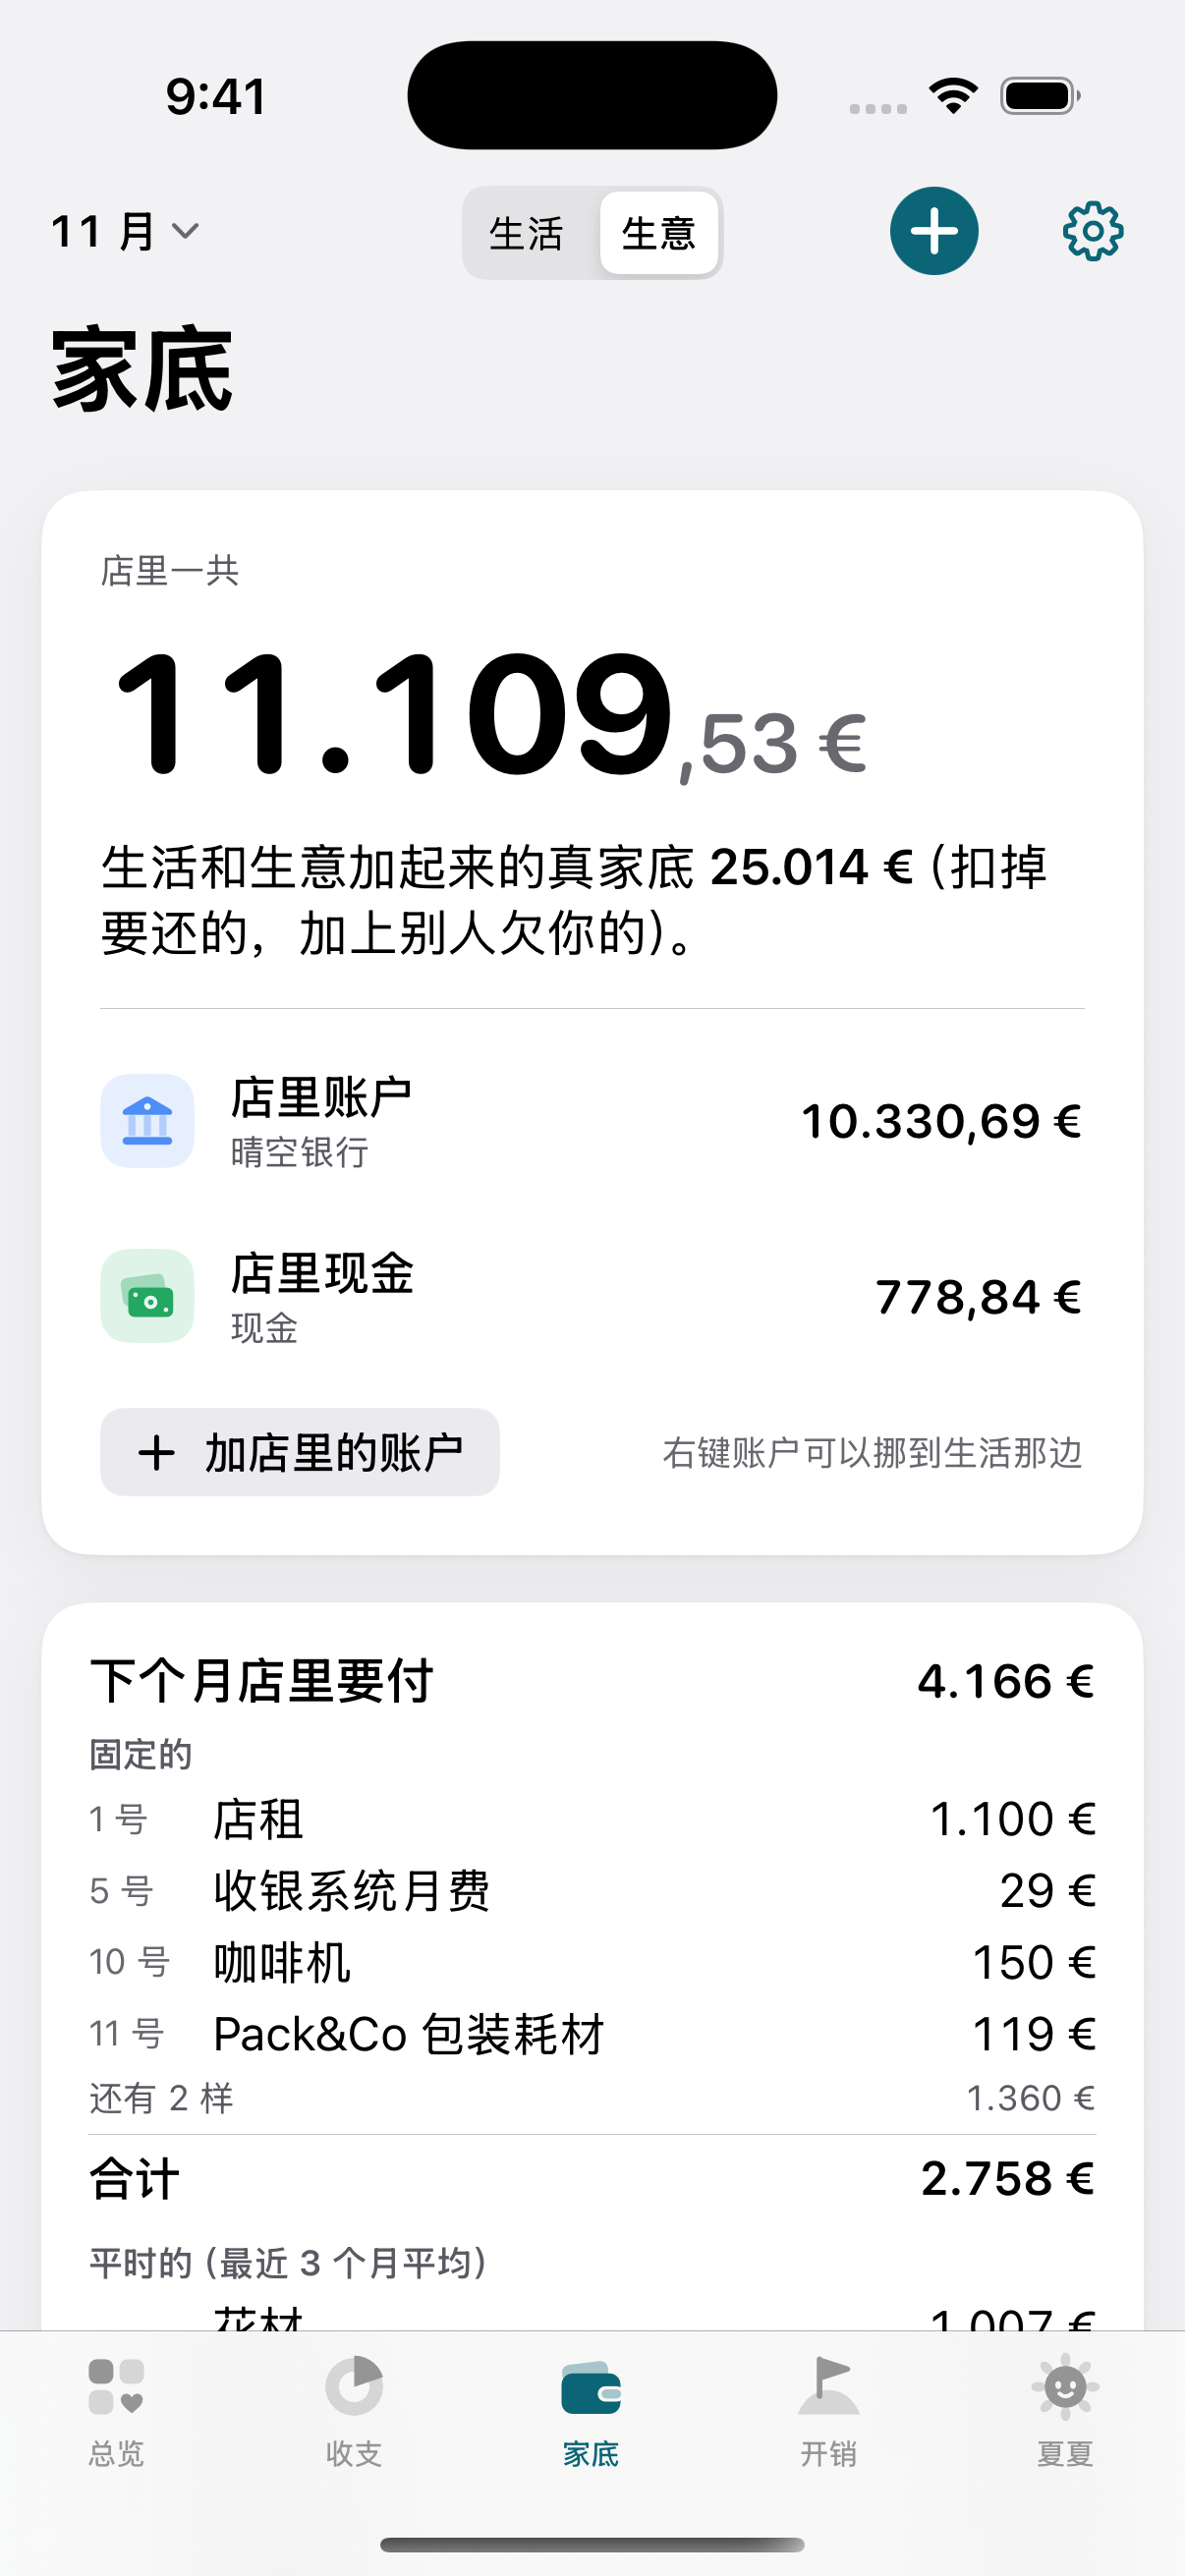 9:41
11 月
生活 生意
家底
店里一共
11.109,53 €
生活和生意加起来的真家底 25.014 €（扣掉
要还的，加上别人欠你的）。
店里账户 10.330,69 €
晴空银行
店里现金 778,84 €
现金
加店里的账户 右键账户可以挪到生活那边
下个月店里要付 4.166 €
固定的
1 号 店租 1.100 €
5 号 收银系统月费 29 €
10 号 咖啡机 150 €
11 号 Pack&Co 包装耗材 119 €
还有 2 样 1.360 €
合计 2.758 €
平时的（最近 3 个月平均）
花材 1.007 €
总览 收支 家底 开销 夏夏